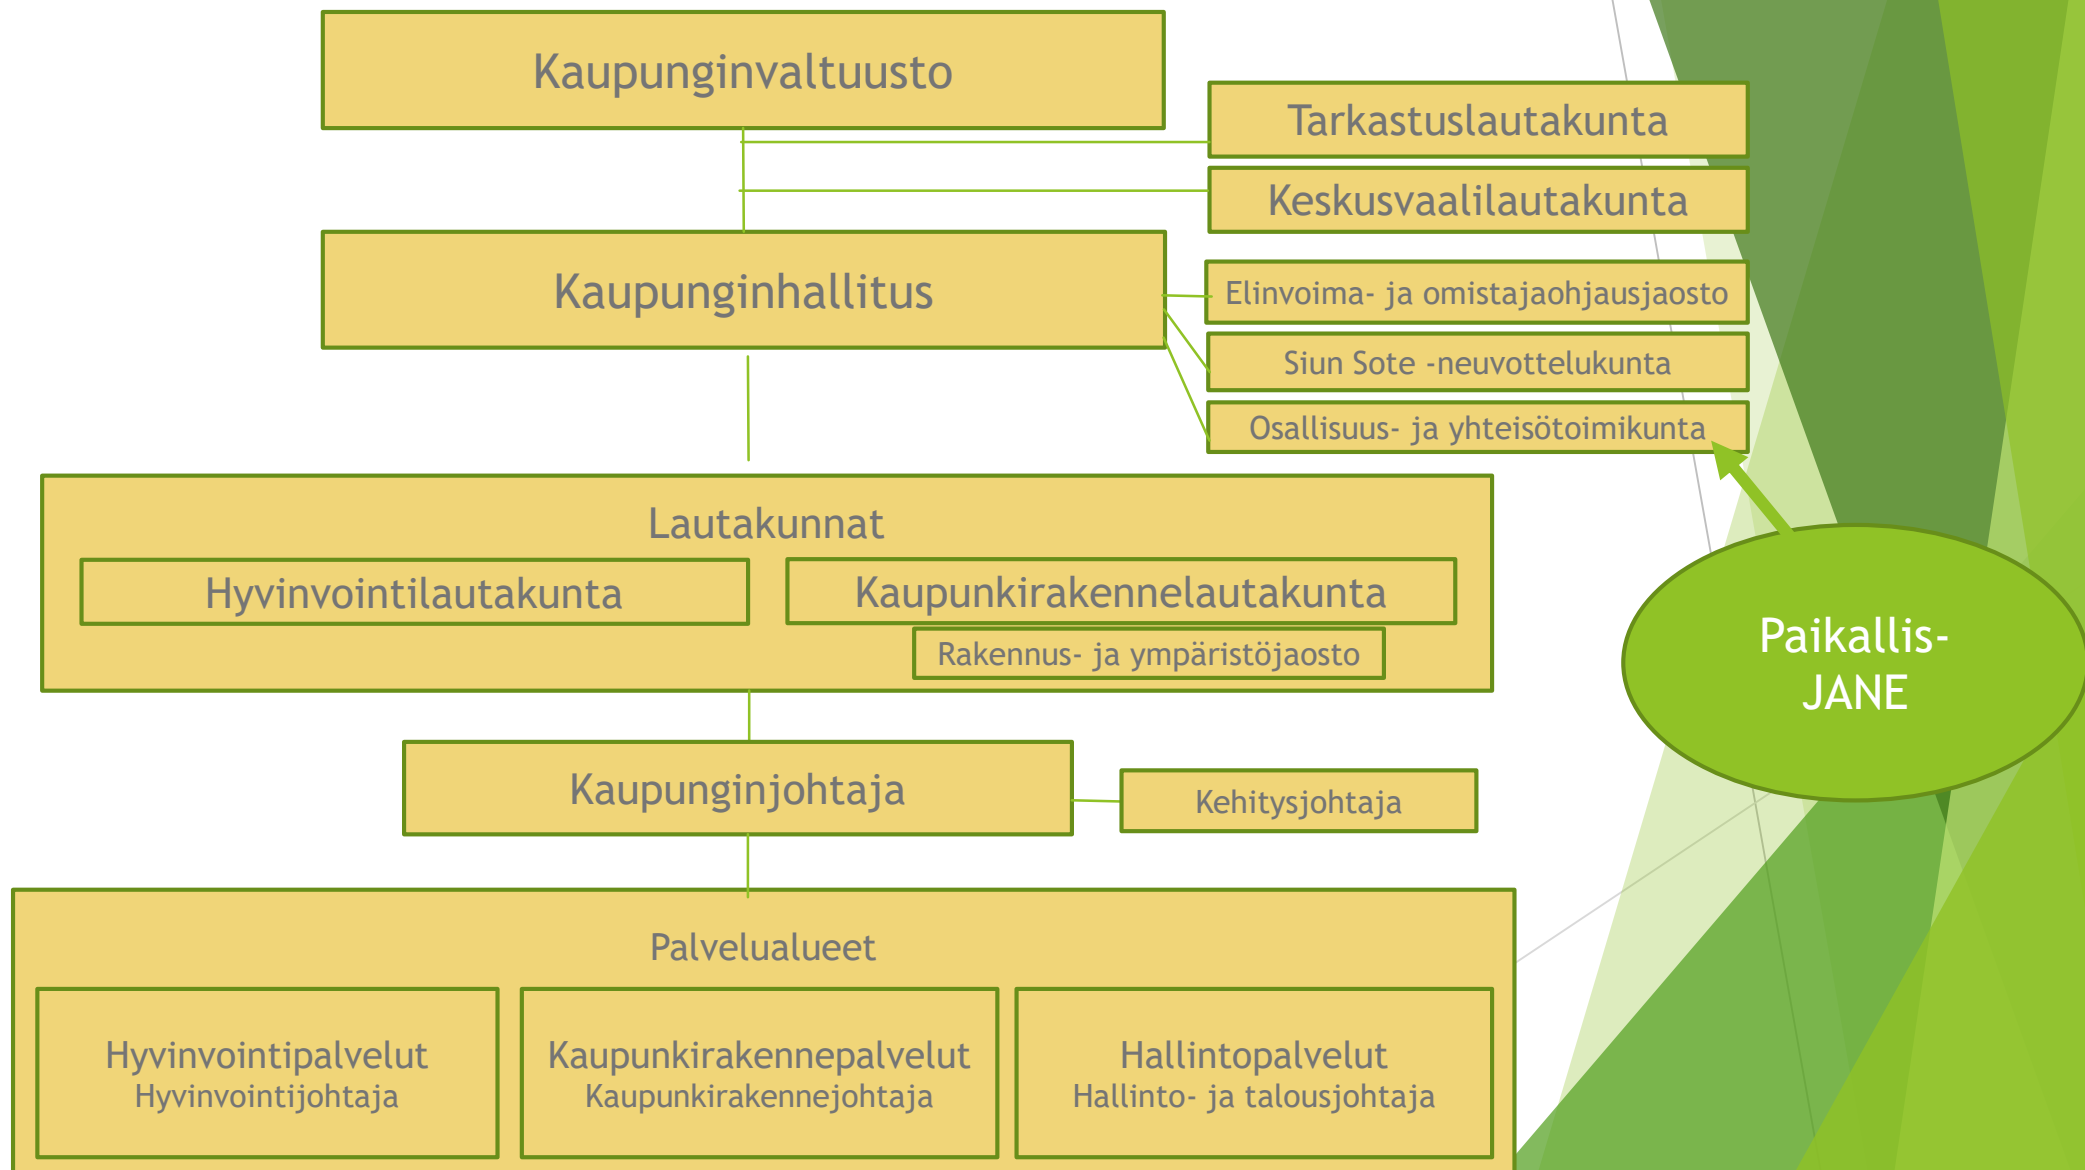 Kaupunginvaltuusto
Tarkastuslautakunta
Keskusvaalilautakunta
Kaupunginhallitus
Elinvoima- ja omistajaohjausjaosto
Siun Sote -neuvottelukunta
Osallisuus- ja yhteisötoimikunta
Lautakunnat
Hyvinvointilautakunta
Kaupunkirakennelautakunta
Rakennus- ja ympäristöjaosto
Paikallis-
JANE
Kaupunginjohtaja
Kehitysjohtaja
Palvelualueet
Hyvinvointipalvelut
Hyvinvointijohtaja
Kaupunkirakennepalvelut
Kaupunkirakennejohtaja
Hallintopalvelut
Hallinto- ja talousjohtaja